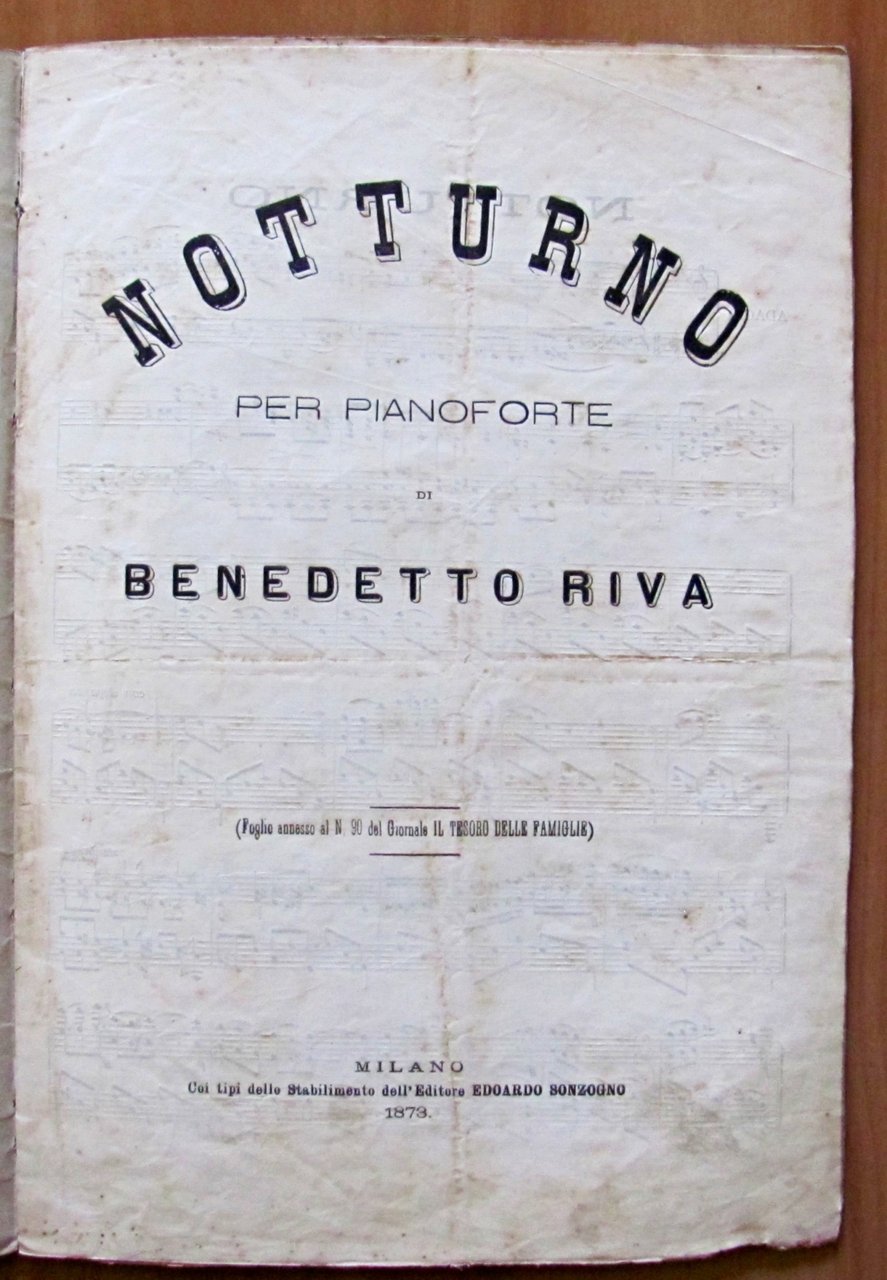 NOTTURNO
PER PIANOFORTE
DI
BENEDETTO RIVA
(Foglio annesso al N. 90 del Giornale IL TESORO DELLE FAMIGLIE)
MILANO
Coi tipi dello Stabilimento dell'Editore EDOARDO SONZOGNO
1873.